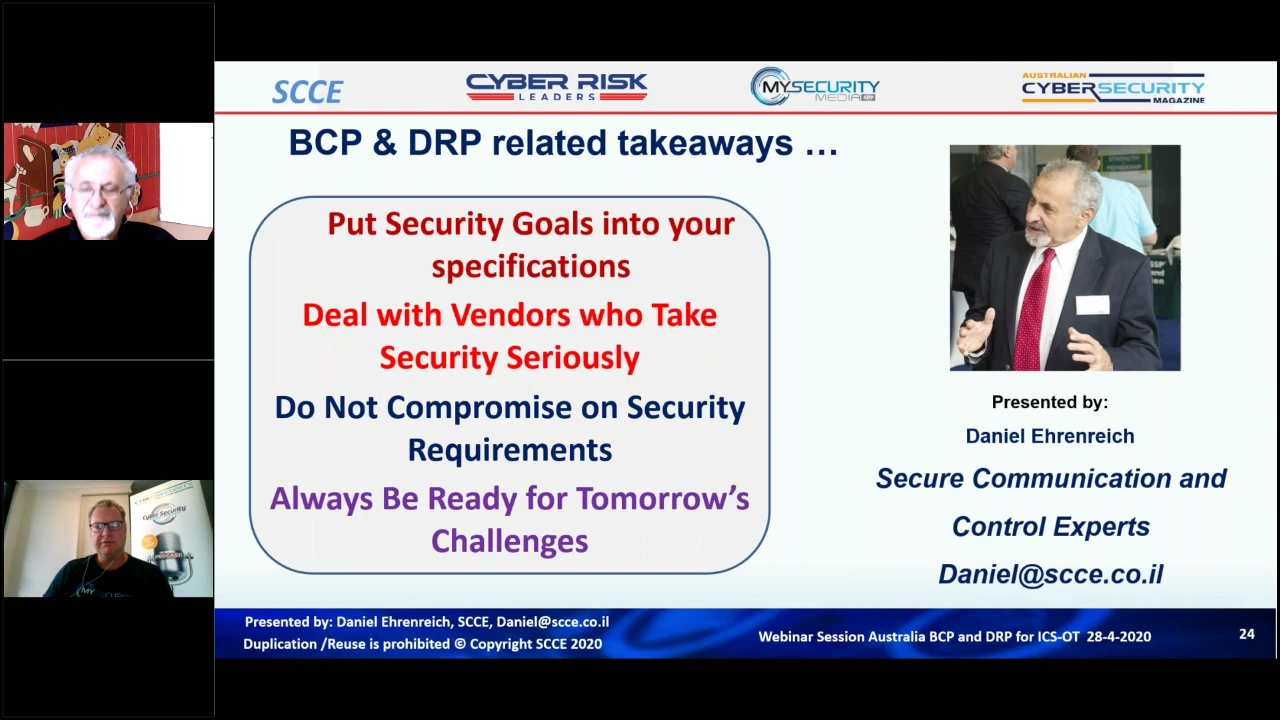 SCCE
CYBER RISK
LEADERS
MYSECURITY
MEDIA
AUSTRALIAN
CYBERSECURITY
MAGAZINE
BCP & DRP related takeaways …
Put Security Goals into your
specifications
Deal with Vendors who Take
Security Seriously
Do Not Compromise on Security
Requirements
Always Be Ready for Tomorrow’s
Challenges
Presented by:
Daniel Ehrenreich
Secure Communication and
Control Experts
Daniel@scce.co.il
Cyber Security
PODCAST
MY
Presented by: Daniel Ehrenreich, SCCE, Daniel@scce.co.il
Duplication /Reuse is prohibited © Copyright SCCE 2020
Webinar Session Australia BCP and DRP for ICS-OT 28-4-2020
24